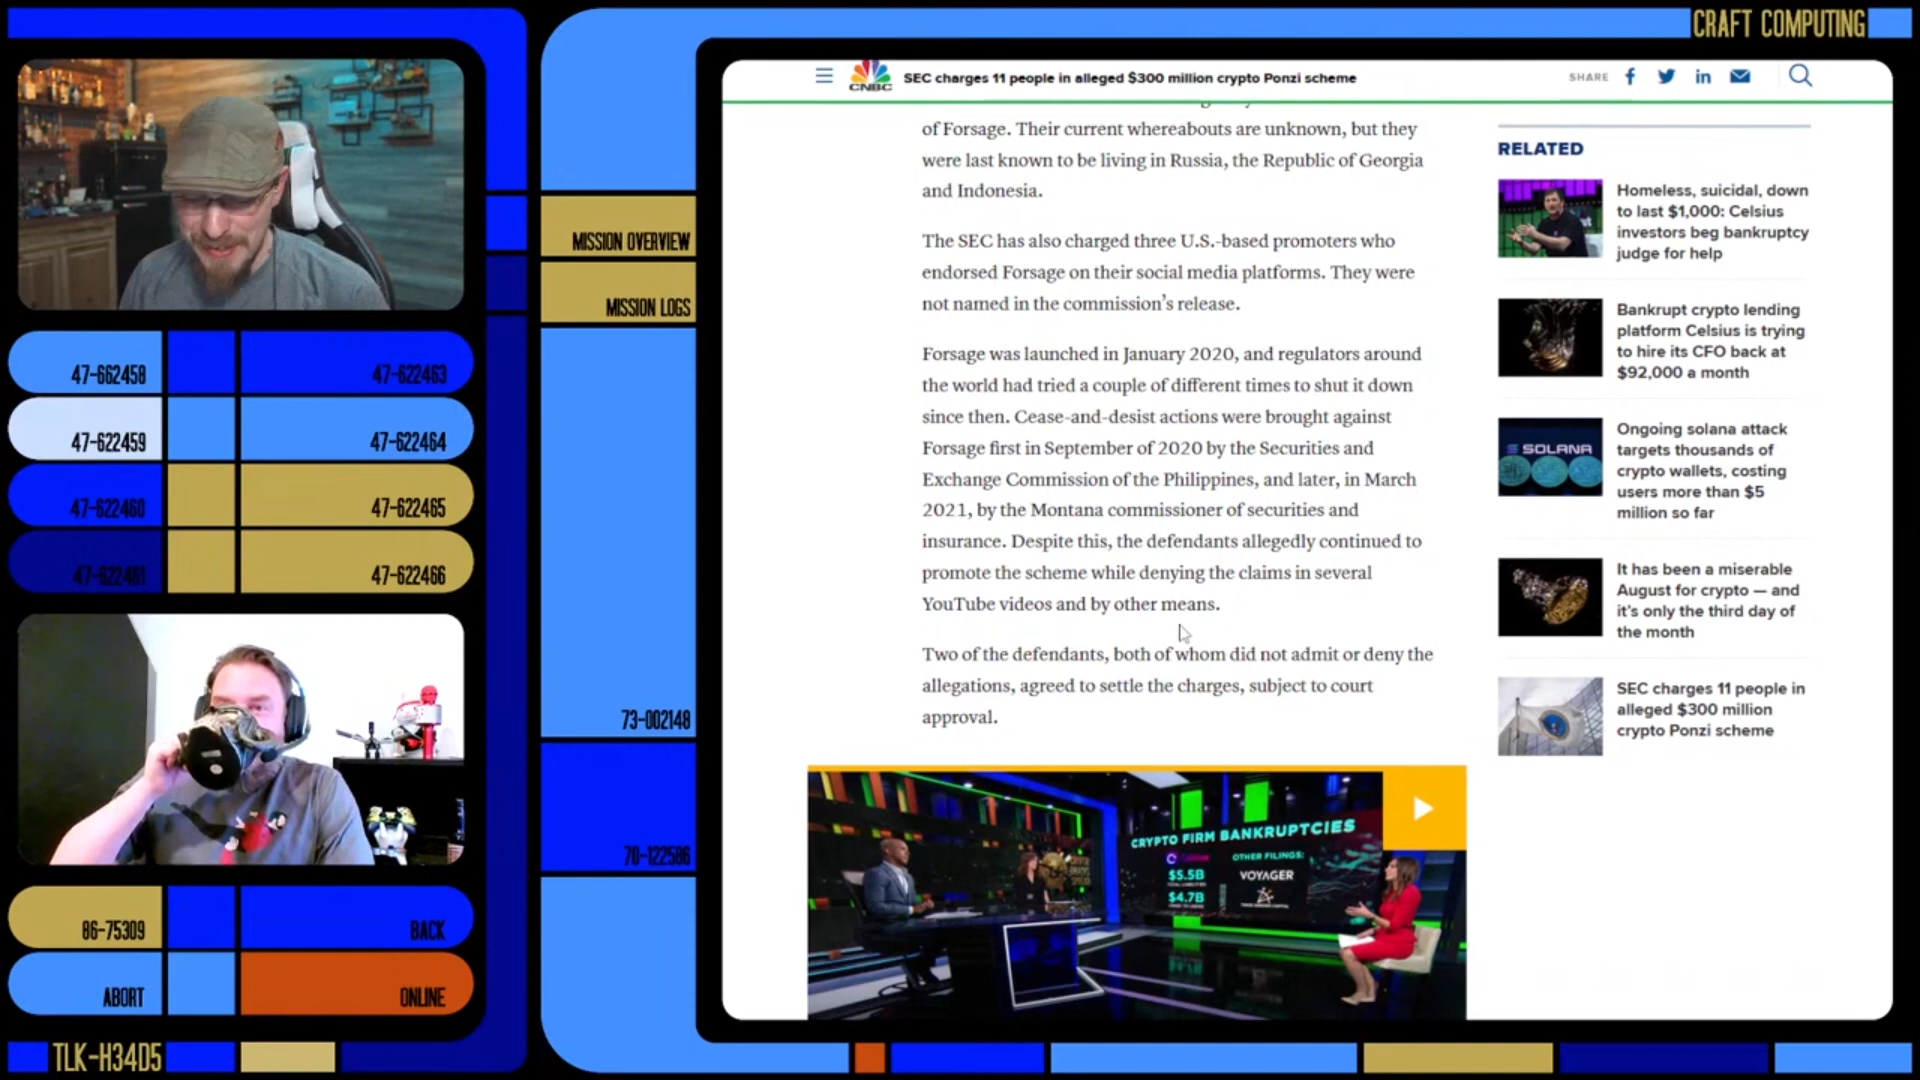 CRAFT COMPUTING
MISSION OVERVIEW
MISSION LOGS
47-662458
47-622463
47-622459
47-622464
47-622460
47-622465
47-622461
47-622466
73-002148
70-122586
86-75309
BACK
ABORT
ONLINE
TLK-H34D5
CNBC
SEC charges 11 people in alleged $300 million crypto Ponzi scheme
SHARE
of Forsage. Their current whereabouts are unknown, but they
were last known to be living in Russia, the Republic of Georgia
and Indonesia.
The SEC has also charged three U.S.-based promoters who
endorsed Forsage on their social media platforms. They were
not named in the commission’s release.
Forsage was launched in January 2020, and regulators around
the world had tried a couple of different times to shut it down
since then. Cease-and-desist actions were brought against
Forsage first in September of 2020 by the Securities and
Exchange Commission of the Philippines, and later, in March
2021, by the Montana commissioner of securities and
insurance. Despite this, the defendants allegedly continued to
promote the scheme while denying the claims in several
YouTube videos and by other means.
Two of the defendants, both of whom did not admit or deny the
allegations, agreed to settle the charges, subject to court
approval.
CRYPTO FIRM BANKRUPTCIES
OTHER FILINGS:
$5.5B
VOYAGER
$4.7B
RELATED
Homeless, suicidal, down
to last $1,000: Celsius
investors beg bankruptcy
judge for help
Bankrupt crypto lending
platform Celsius is trying
to hire its CFO back at
$92,000 a month
SOLANA
Ongoing solana attack
targets thousands of
crypto wallets, costing
users more than $5
million so far
It has been a miserable
August for crypto — and
it’s only the third day of
the month
SEC charges 11 people in
alleged $300 million
crypto Ponzi scheme